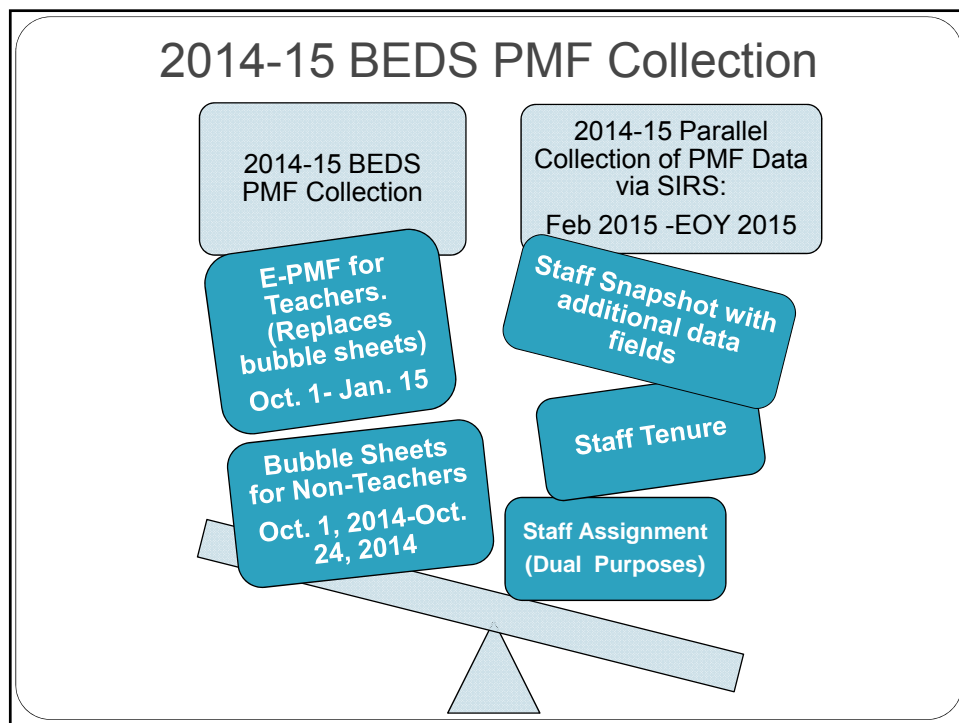 2014-15 BEDS PMF Collection
2014-15 BEDS
PMF Collection
E-PMF for
Teachers.
(Replaces
bubble sheets)
Oct. 1- Jan. 15
Bubble Sheets
for Non-Teachers
Oct. 1, 2014-Oct.
24, 2014
2014-15 Parallel
Collection of PMF Data
via SIRS:
Feb 2015 -EOY 2015
Staff Snapshot with
additional data
fields
Staff Tenure
Staff Assignment
(Dual Purposes)